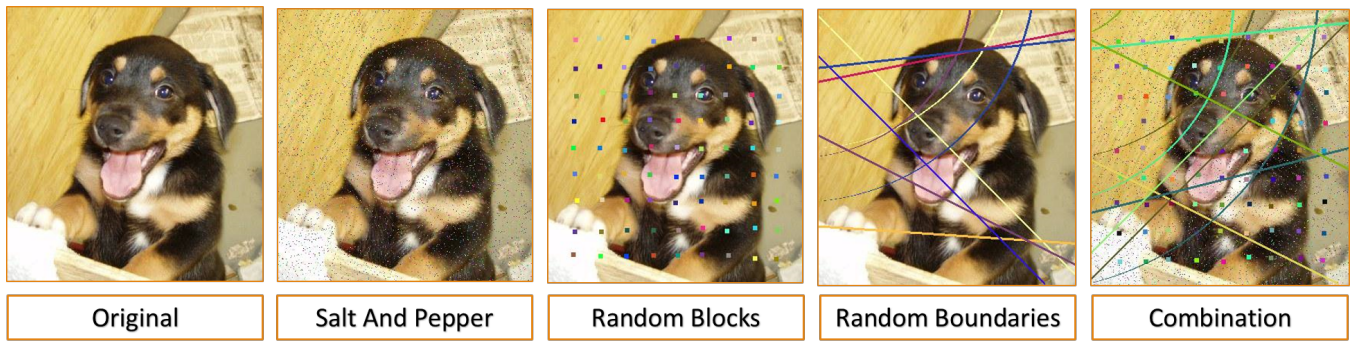 Original
Salt And Pepper
Random Blocks
Random Boundaries
Combination